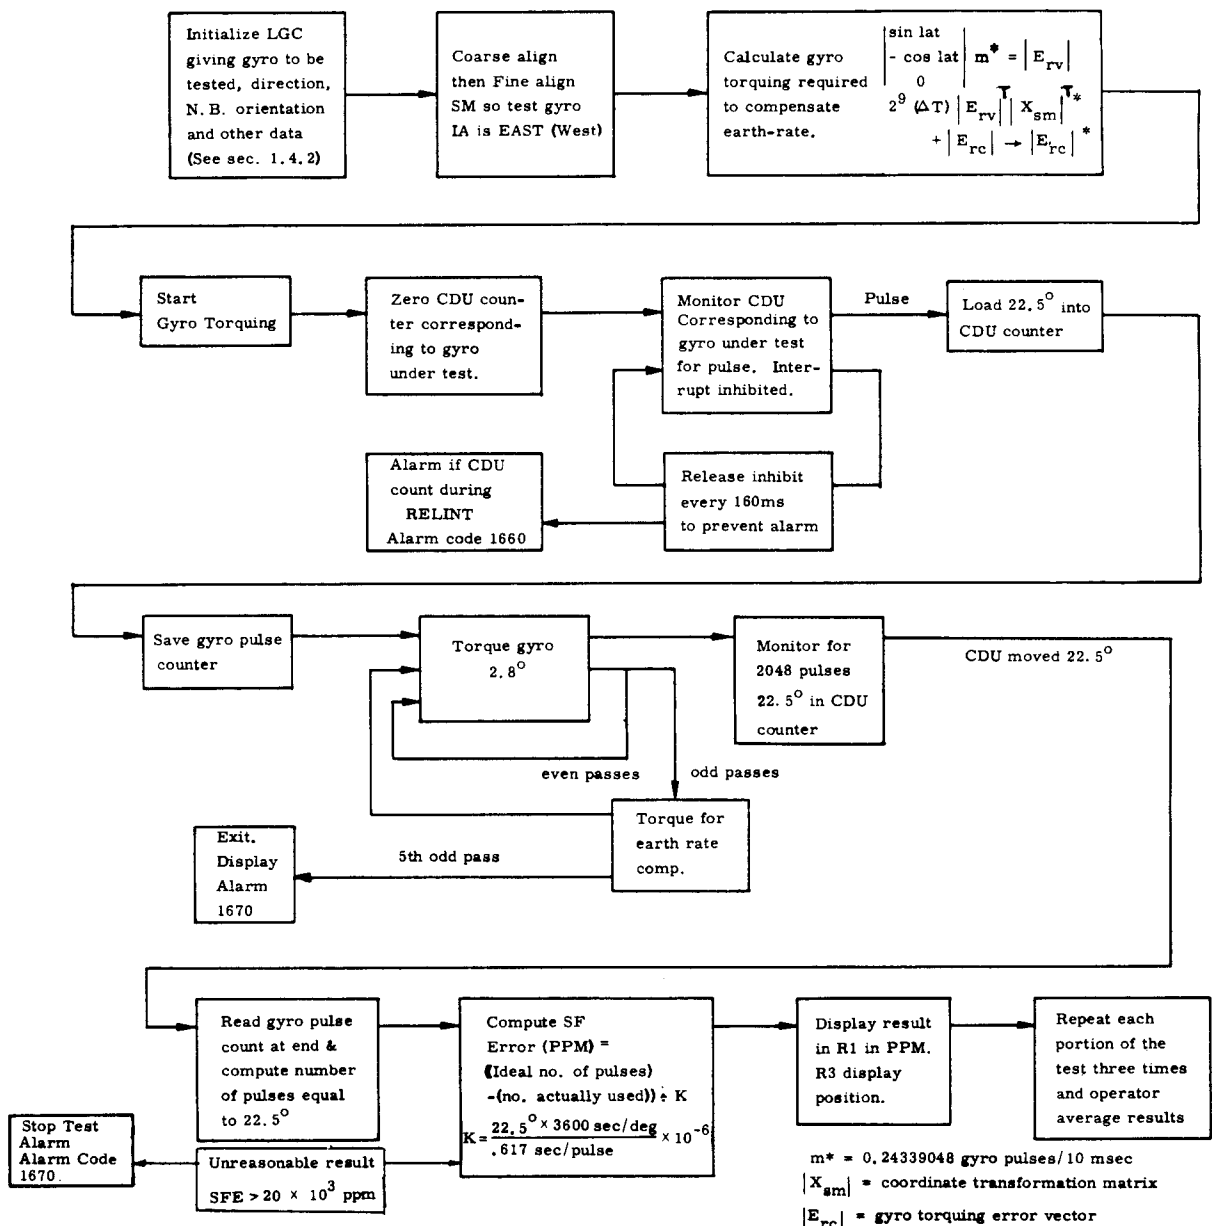 Initialize LGC
giving gyro to be
tested, direction,
N. B. orientation
and other data
(See sec. 1.4.2)
Coarse align
then Fine align
SM so test gyro
IA is EAST (West)
Calculate gyro
torquing required
to compensate
earth-rate.
|sin lat
- cos lat| m* = |E_rv|
0
2^9 (ΔT) |E_rv|^T |X_sm|^T*
+ |E_rc| → |E_rc|*
Start
Gyro Torquing
Zero CDU coun-
ter correspond-
ing to gyro
under test.
Monitor CDU
Corresponding to
gyro under test
for pulse. Inter-
rupt inhibited.
Pulse
Load 22.5° into
CDU counter
Alarm if CDU
count during
RELINT
Alarm code 1660
Release inhibit
every 160ms
to prevent alarm
Save gyro pulse
counter
Torque gyro
2.8°
Monitor for
2048 pulses
22.5° in CDU
counter
CDU moved 22.5°
even passes
odd passes
Torque for
earth rate
comp.
5th odd pass
Exit.
Display
Alarm
1670
Read gyro pulse
count at end &
compute number
of pulses equal
to 22.5°
Compute SF
Error (PPM) =
(Ideal no. of pulses)
-(no. actually used)) ÷ K
K = 22.5° × 3600 sec/deg / .617 sec/pulse × 10^-6
Display result
in R1 in PPM.
R3 display
position.
Repeat each
portion of the
test three times
and operator
average results
Stop Test
Alarm
Alarm Code
1670.
Unreasonable result
SFE > 20 × 10^3 ppm
m* = 0.24339048 gyro pulses/10 msec
|X_sm| = coordinate transformation matrix
|E_rc| = gyro torquing error vector